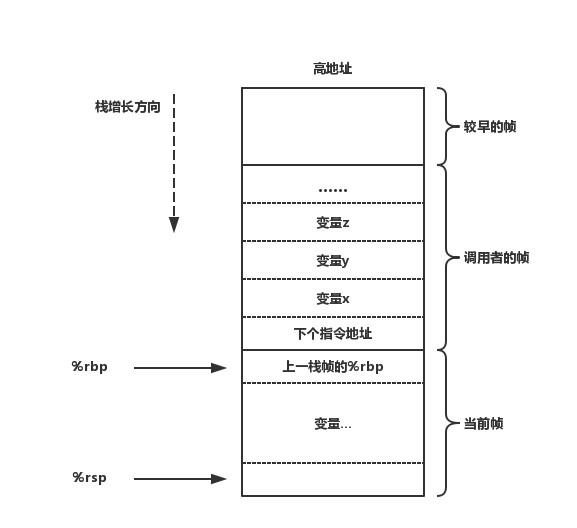 高地址
栈增长方向
较早的帧
......
变量z
变量y
调用者的帧
变量x
下个指令地址
%rbp
上一栈帧的%rbp
变量...
当前帧
%rsp